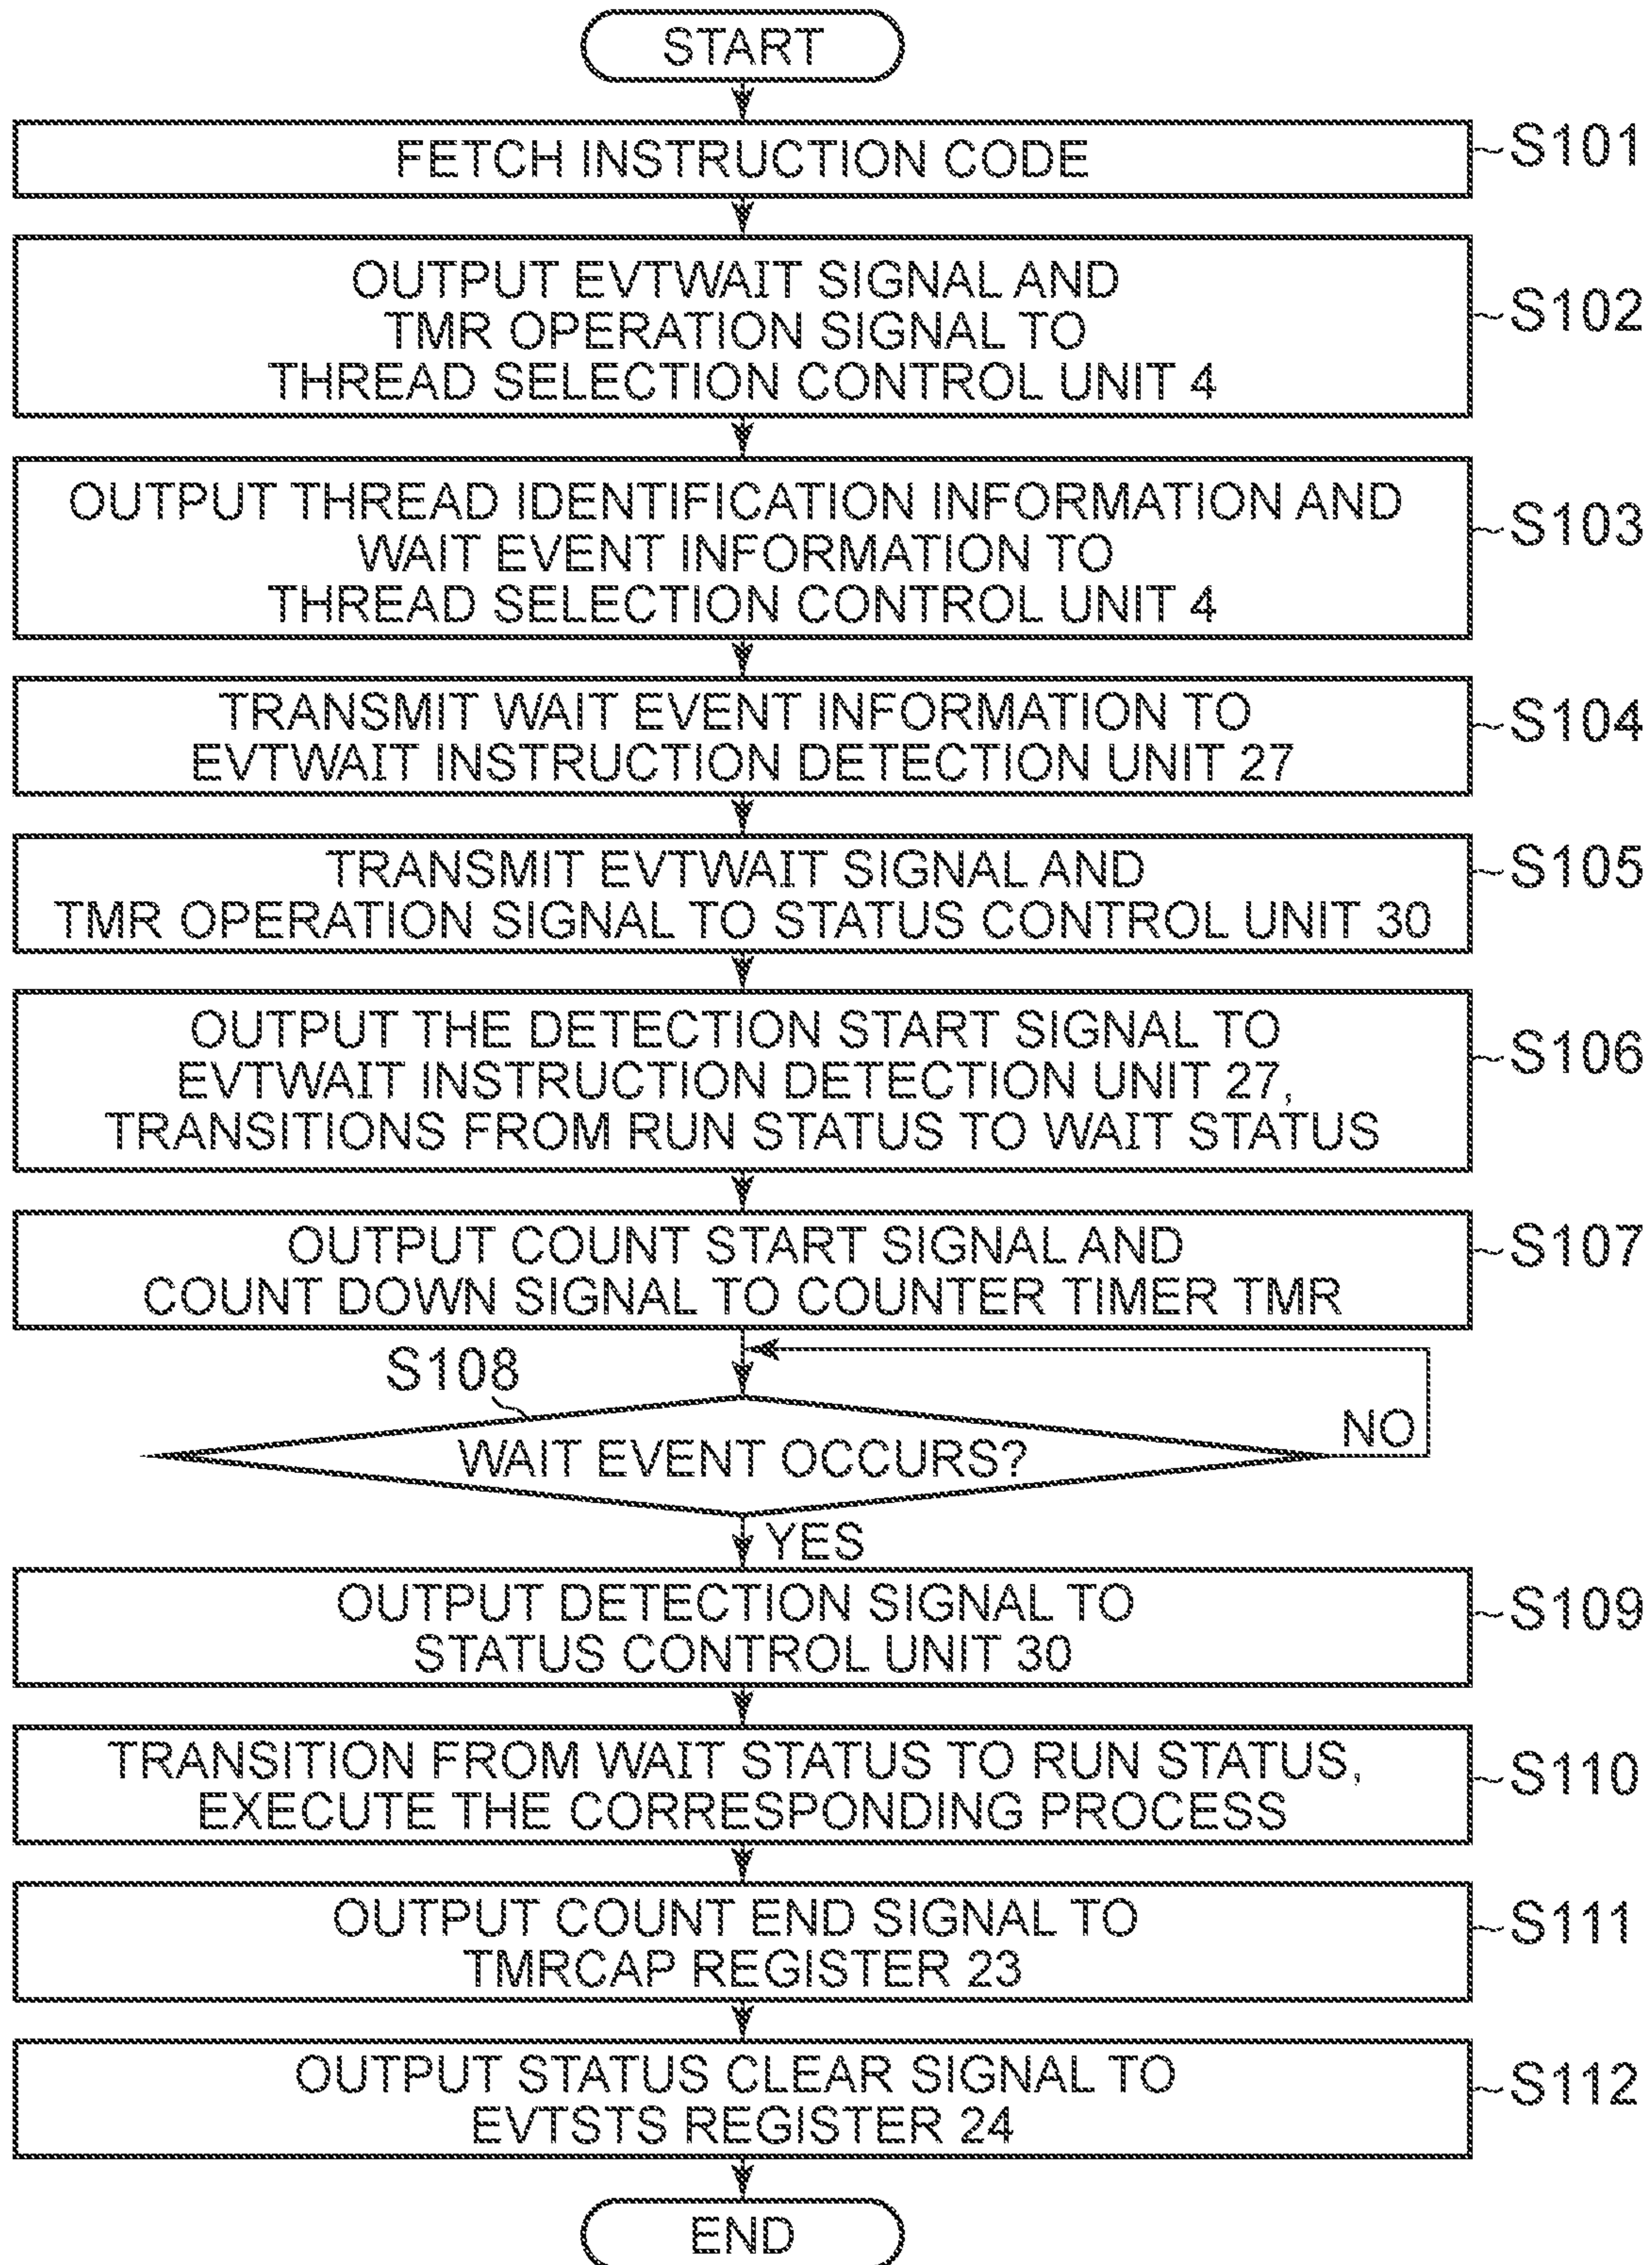 START
FETCH INSTRUCTION CODE
S101
OUTPUT EVTWAIT SIGNAL AND
TMR OPERATION SIGNAL TO
THREAD SELECTION CONTROL UNIT 4
S102
OUTPUT THREAD IDENTIFICATION INFORMATION AND
WAIT EVENT INFORMATION TO
THREAD SELECTION CONTROL UNIT 4
S103
TRANSMIT WAIT EVENT INFORMATION TO
EVTWAIT INSTRUCTION DETECTION UNIT 27
S104
TRANSMIT EVTWAIT SIGNAL AND
TMR OPERATION SIGNAL TO STATUS CONTROL UNIT 30
S105
OUTPUT THE DETECTION START SIGNAL TO
EVTWAIT INSTRUCTION DETECTION UNIT 27,
TRANSITIONS FROM RUN STATUS TO WAIT STATUS
S106
OUTPUT COUNT START SIGNAL AND
COUNT DOWN SIGNAL TO COUNTER TIMER TMR
S107
S108
WAIT EVENT OCCURS?
NO
YES
OUTPUT DETECTION SIGNAL TO
STATUS CONTROL UNIT 30
S109
TRANSITION FROM WAIT STATUS TO RUN STATUS,
EXECUTE THE CORRESPONDING PROCESS
S110
OUTPUT COUNT END SIGNAL TO
TMRCAP REGISTER 23
S111
OUTPUT STATUS CLEAR SIGNAL TO
EVTSTS REGISTER 24
S112
END